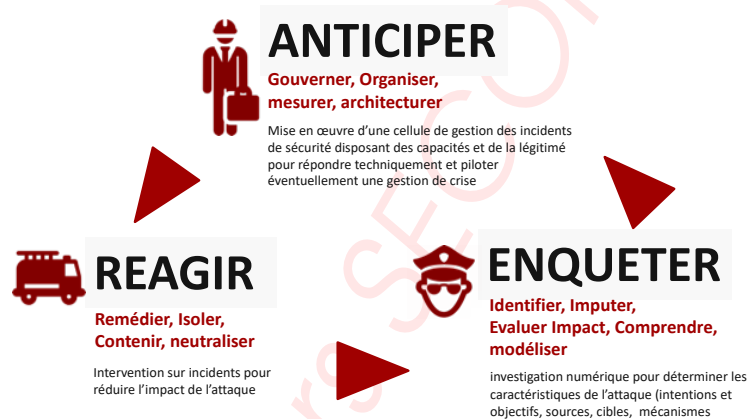 ANTICIPER
Gouverner, Organiser,
mesurer, architecturer
Mise en œuvre d'une cellule de gestion des incidents
de sécurité disposant des capacités et de la légitimé
pour répondre techniquement et piloter
éventuellement une gestion de crise
REAGIR
Remédier, Isoler,
Contenir, neutraliser
Intervention sur incidents pour
réduire l'impact de l'attaque
ENQUETER
Identifier, Imputer,
Evaluer Impact, Comprendre,
modéliser
investigation numérique pour déterminer les
caractéristiques de l'attaque (intentions et
objectifs, sources, cibles, mécanismes